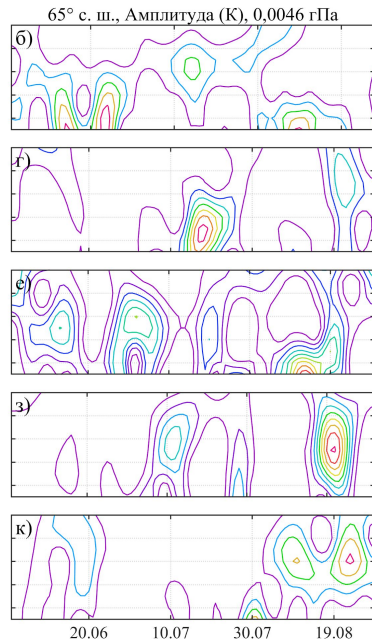 65° с. ш., Амплитуда (К), 0,0046 гПа
б)
г)
е)
з)
к)
20.06 10.07 30.07 19.08